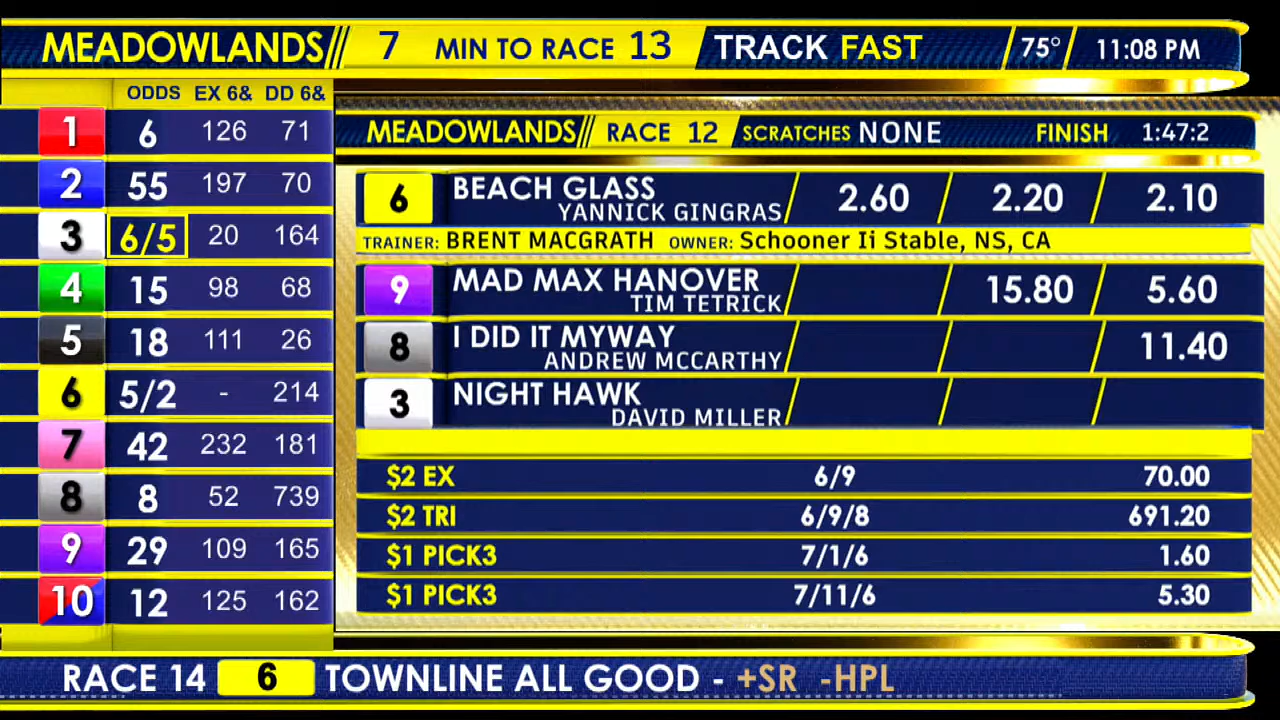 MEADOWLANDS// 7 MIN TO RACE 13 TRACK FAST 75° 11:08 PM
ODDS EX 6& DD 6&
1 6 126 71
2 55 197 70
3 6/5 20 164
4 15 98 68
5 18 111 26
6 5/2 - 214
7 42 232 181
8 8 52 739
9 29 109 165
10 12 125 162
MEADOWLANDS// RACE 12 SCRATCHES NONE FINISH 1:47:2
6 BEACH GLASS 2.60 2.20 2.10
YANNICK GINGRAS
TRAINER: BRENT MACGRATH OWNER: Schooner Ii Stable, NS, CA
9 MAD MAX HANOVER 15.80 5.60
TIM TETRICK
8 I DID IT MYWAY 11.40
ANDREW MCCARTHY
3 NIGHT HAWK
DAVID MILLER
$2 EX 6/9 70.00
$2 TRI 6/9/8 691.20
$1 PICK3 7/1/6 1.60
$1 PICK3 7/11/6 5.30
RACE 14 6 TOWNLINE ALL GOOD - +SR -HPL